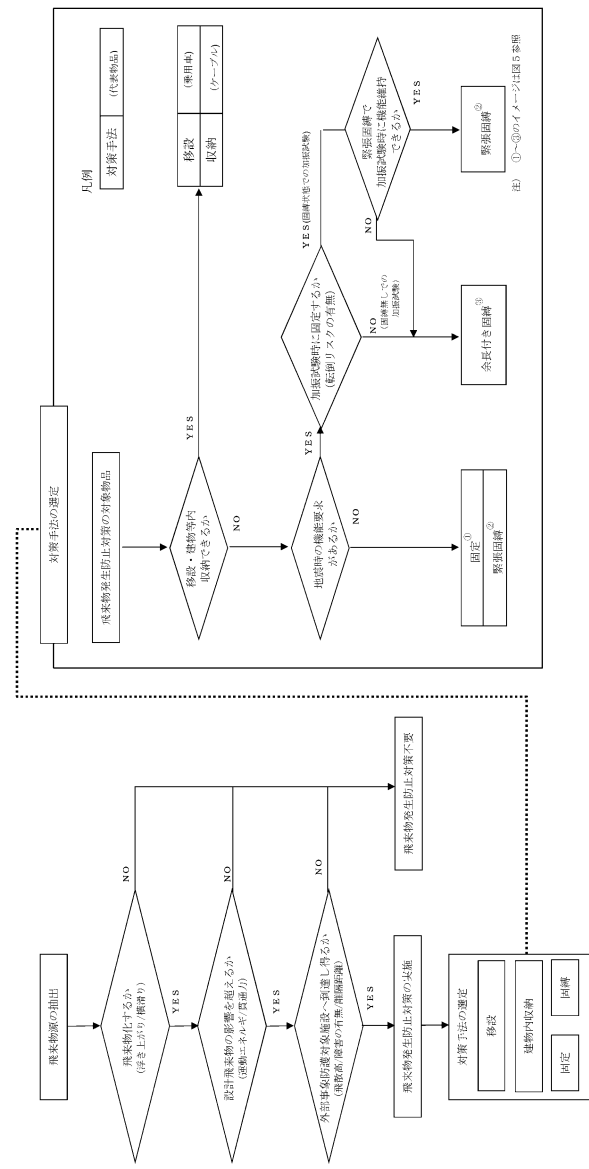 飛来物源の抽出
飛来物化するか
(浮き上がり/横滑り)
NO
YES
設計飛来物の影響を超えるか
(運動エネルギ/貫通力)
NO
YES
外部事象防護対象施設へ到達し得るか
(飛散高/障害の有無/離隔距離)
NO
YES
飛来物発生防止対策の実施
飛来物発生防止対策不要
対策手法の選定
移設
建物内収納
固定
固縛
対策手法の選定
飛来物発生防止対策の対象物品
凡例
対策手法
(代表物品)
移設・建物等内
収納できるか
YES
NO
移設
(乗用車)
収納
(ケーブル)
地震時の機能要求
があるか
YES
NO
加振試験時に固定するか
(転倒リスクの有無)
YES(固縛状態での加振試験)
NO
(固縛無しでの
加振試験)
緊張固縛で
加振試験時に機能維持
できるか
NO
YES
固定①
緊張固縛②
余長付き固縛③
緊張固縛②
注) ①~③のイメージは図5参照